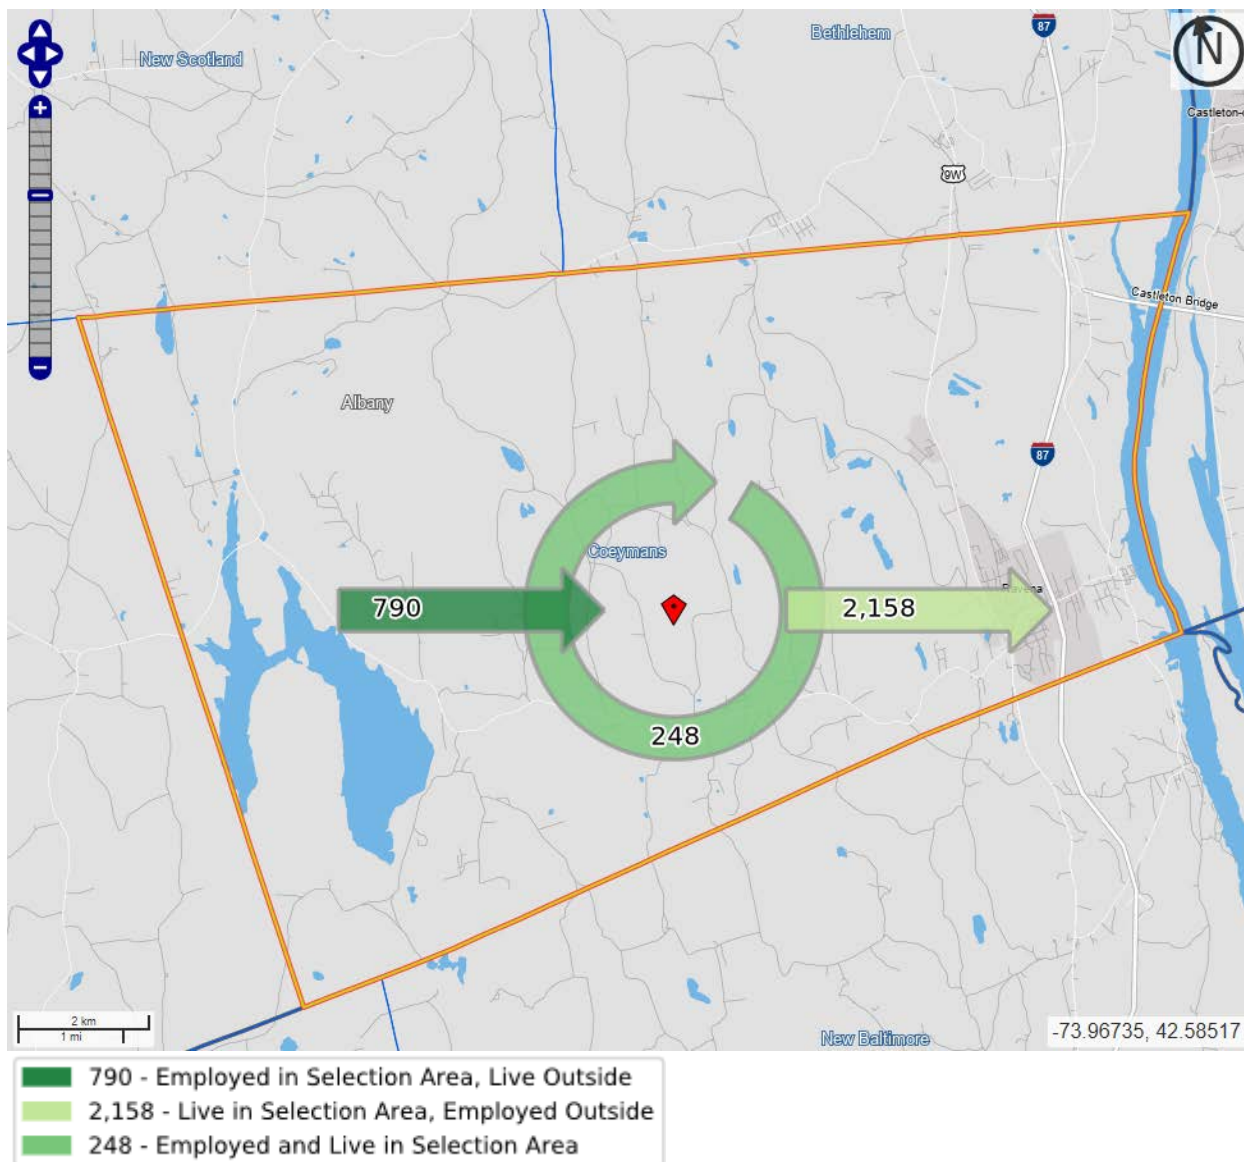 New Scotland
Bethlehem
87
N
9W
Castleton-
Castleton Bridge
Albany
87
Coeymans
790
2,158
Ravena
248
2 km
1 mi
New Baltimore
-73.96735, 42.58517
790 - Employed in Selection Area, Live Outside
2,158 - Live in Selection Area, Employed Outside
248 - Employed and Live in Selection Area